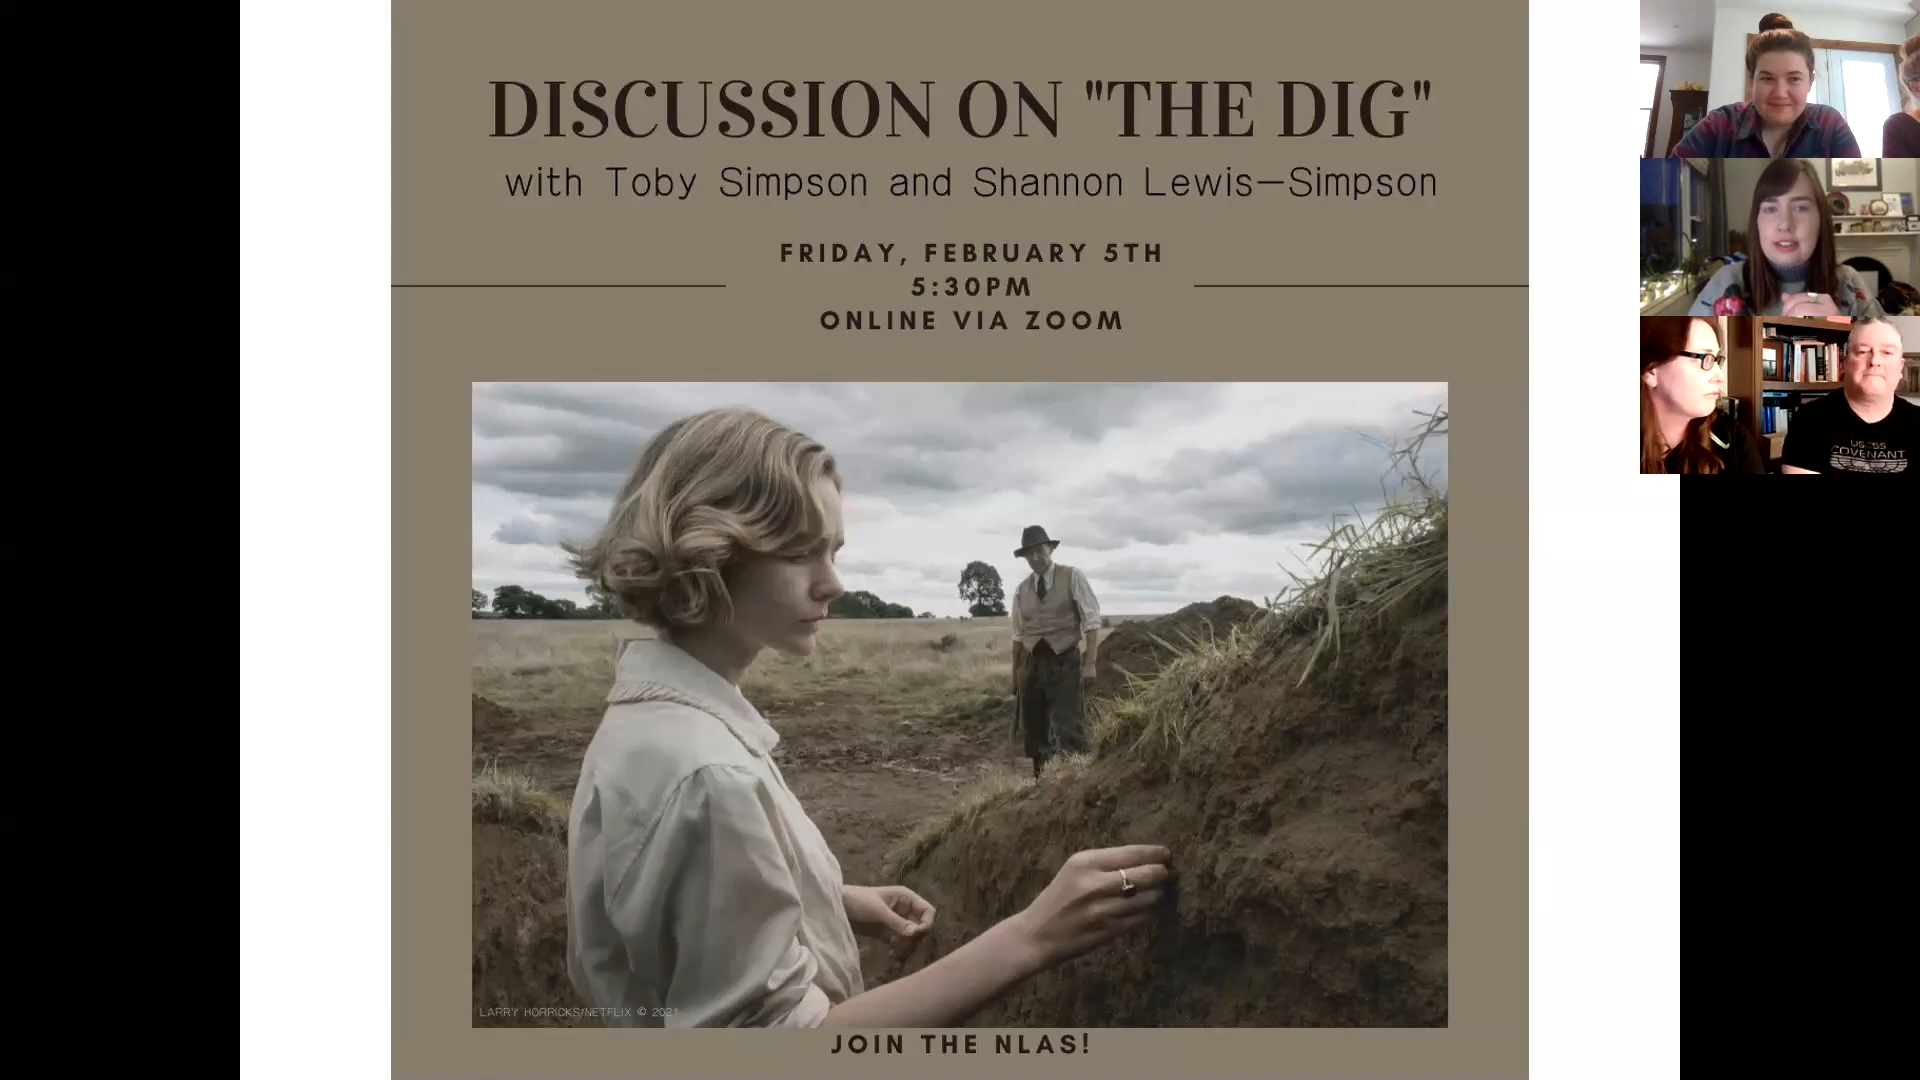 DISCUSSION ON "THE DIG"
with Toby Simpson and Shannon Lewis-Simpson
FRIDAY, FEBRUARY 5TH
5:30PM
ONLINE VIA ZOOM
COVENANT
LARRY HORRICKS/NETFLIX © 2021
JOIN THE NLAS!